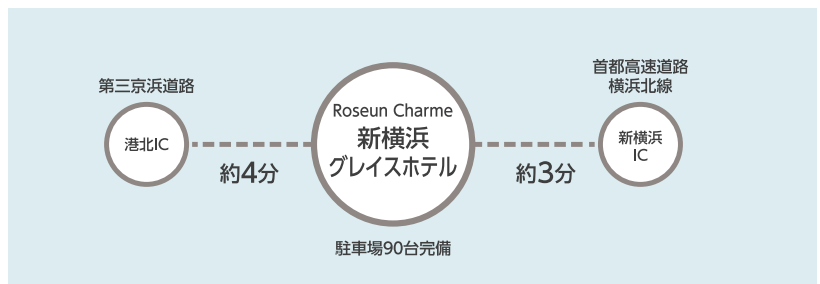 第三京浜道路
港北IC
約4分
Roseun Charme
新横浜
グレイスホテル
駐車場90台完備
約3分
首都高速道路
横浜北線
新横浜
IC